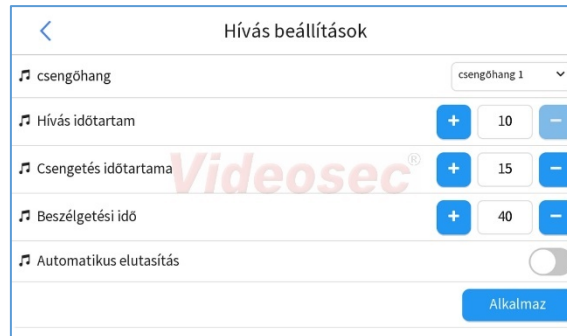 Hívás beállítások
csengőhang csengőhang 1
Hívás időtartam + 10 −
Csengetés időtartama + 15 −
Videosec®
Beszélgetési idő + 40 −
Automatikus elutasítás
Alkalmaz